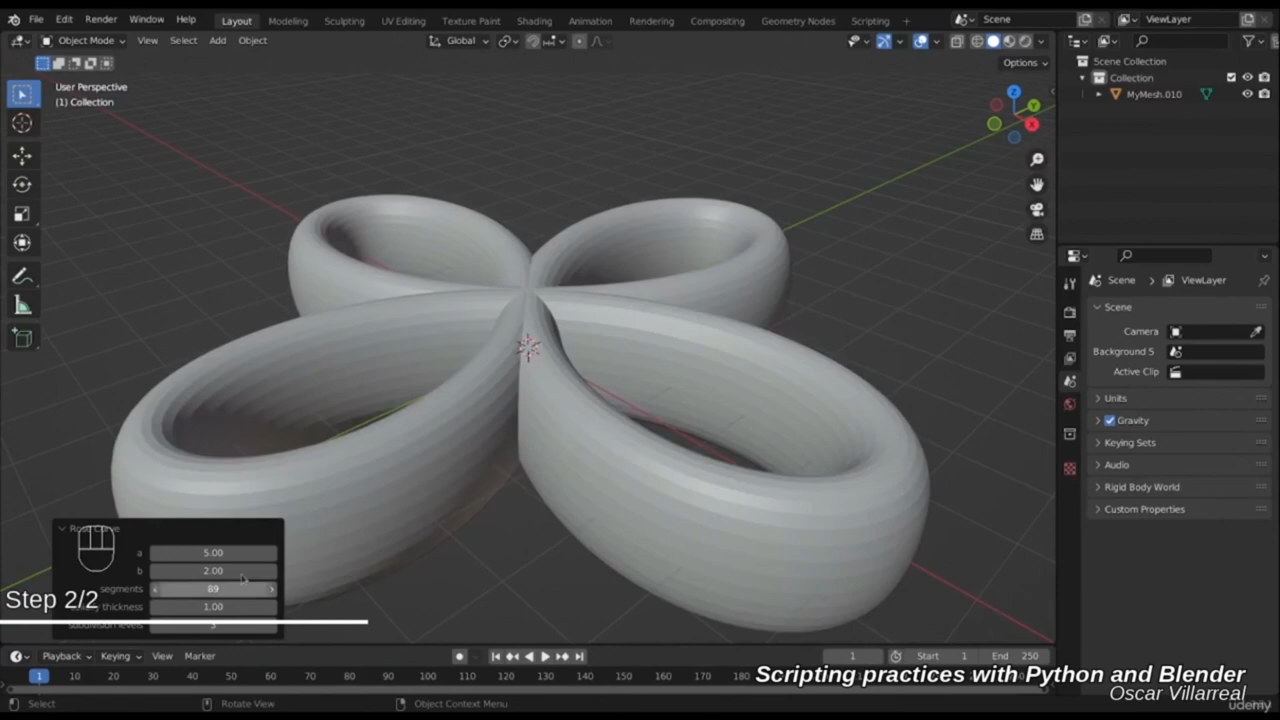 File Edit Render Window Help Layout Modeling Sculpting UV Editing Texture Paint Shading Animation Rendering Compositing Geometry Nodes Scripting + Scene ViewLayer
Object Mode View Select Add Object Global
Options
User Perspective
(1) Collection
Z
Y
X
Scene Collection
Collection
MyMesh.010
Scene ViewLayer
Scene
Camera
Background S
Active Clip
Units
Gravity
Keying Sets
Audio
Rigid Body World
Custom Properties
a 5.00
b 2.00
segments 89
thickness 1.00
subdivision levels 3
Step 2/2
Playback Keying View Marker 1 Start 1 End 250
1 10 20 30 40 50 60 70 80 90 100 110 120 130 140 150 160 170 180
Select Rotate View Object Context Menu
Scripting practices with Python and Blender
Oscar Villarreal
udemy